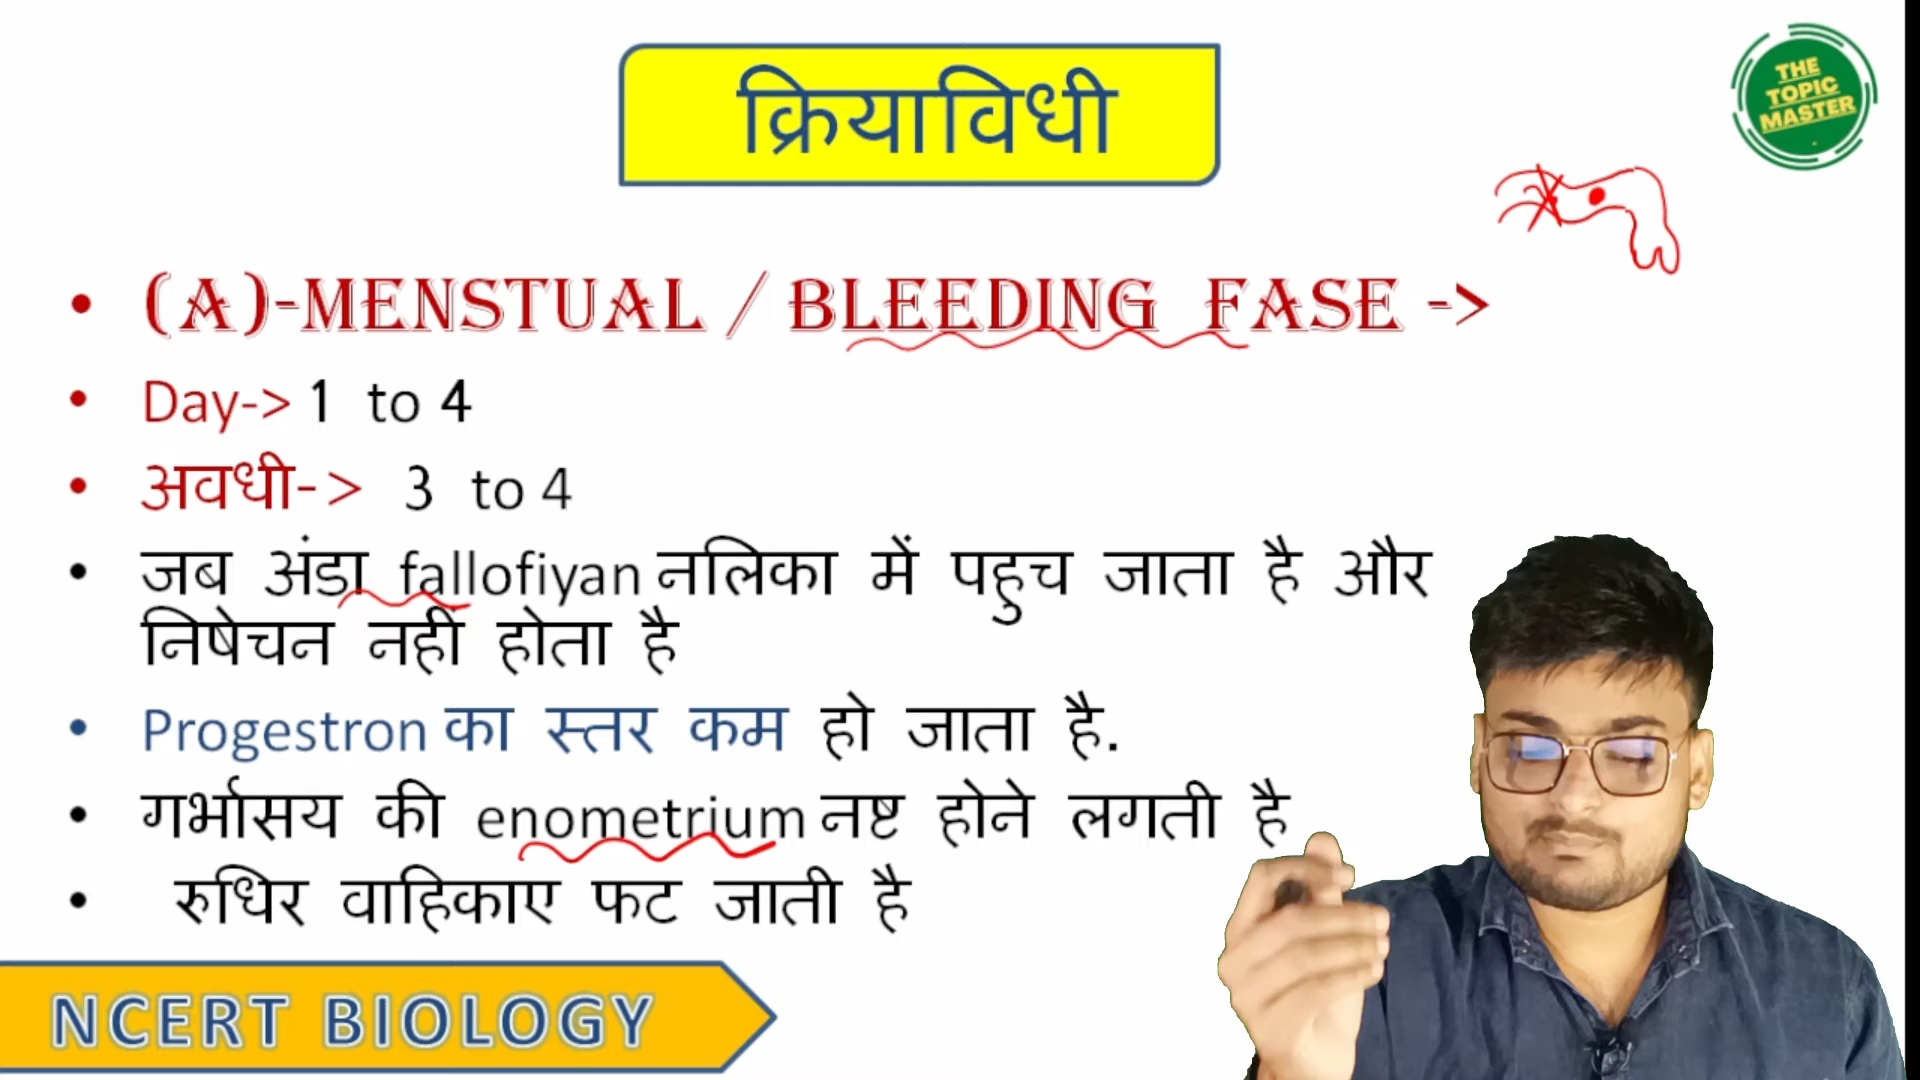 क्रियाविधी
THE
TOPIC
MASTER
• (A)-MENSTUAL / BLEEDING FASE ->
• Day-> 1 to 4
• अवधी-> 3 to 4
• जब अंडा fallofiyan नलिका में पहुच जाता है और
निषेचन नहीं होता है
• Progestron का स्तर कम हो जाता है.
• गर्भासय की enometrium नष्ट होने लगती है
• रुधिर वाहिकाए फट जाती है
NCERT BIOLOGY